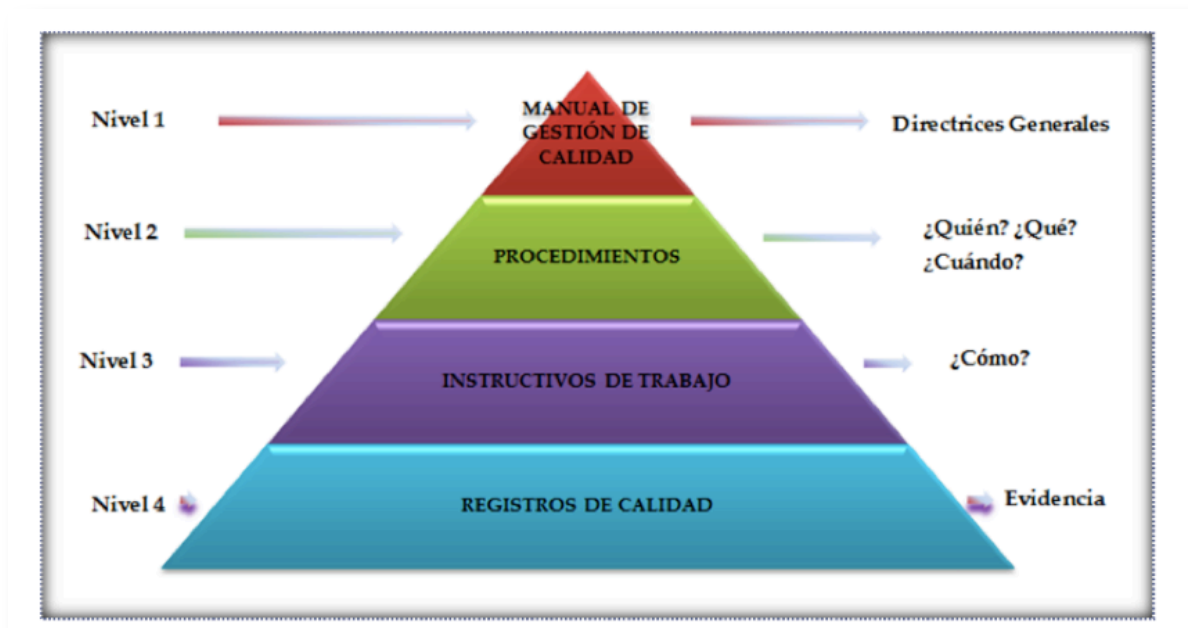 Nivel 1
MANUAL DE
GESTIÓN DE
CALIDAD
Directrices Generales
Nivel 2
PROCEDIMIENTOS
¿Quién? ¿Qué?
¿Cuándo?
Nivel 3
INSTRUCTIVOS DE TRABAJO
¿Cómo?
Nivel 4
REGISTROS DE CALIDAD
Evidencia